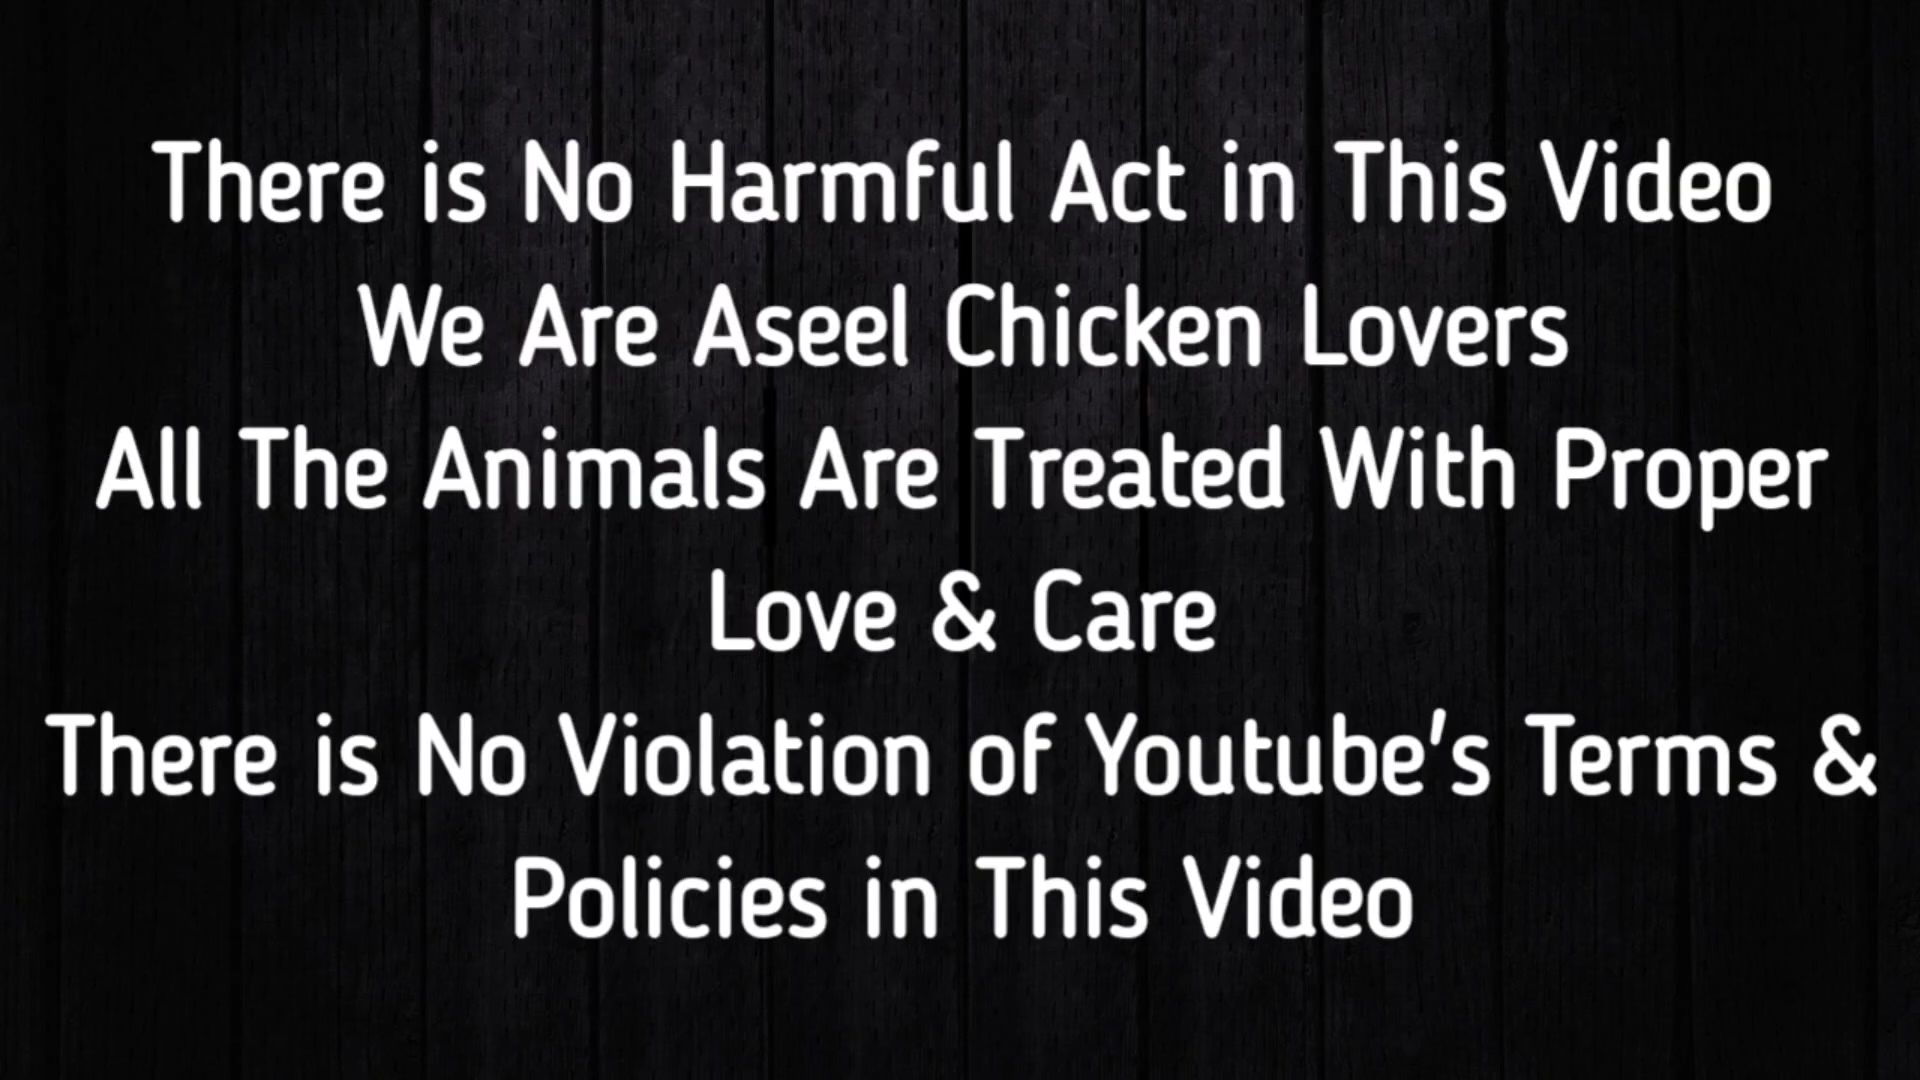 There is No Harmful Act in This Video
We Are Aseel Chicken Lovers
All The Animals Are Treated With Proper
Love & Care
There is No Violation of Youtube's Terms &
Policies in This Video